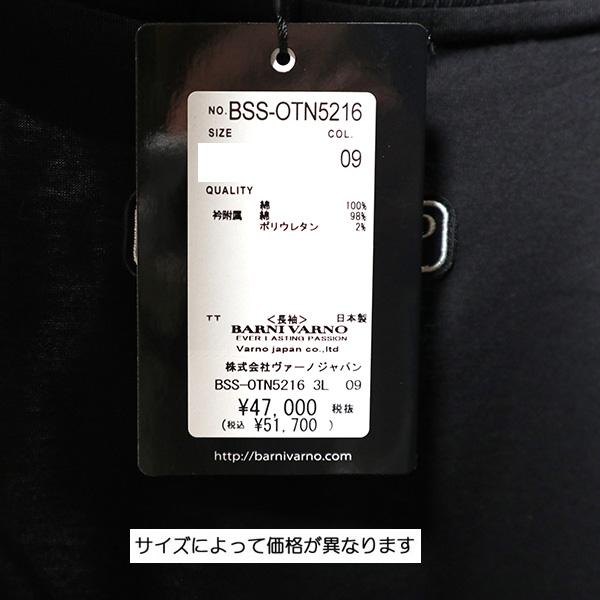 NO. BSS-OTN5216
SIZE COL.
09
QUALITY
綿 100%
衿附属 綿 98%
ポリウレタン 2%
TT <長袖> 日本製
BARNI VARNO
EVER LASTING PASSION
Varno japan co.,ltd
株式会社ヴァーノジャパン
BSS-OTN5216 3L 09
¥47,000 税抜
(税込 ¥51,700)
http://barnivarno.com
サイズによって価格が異なります